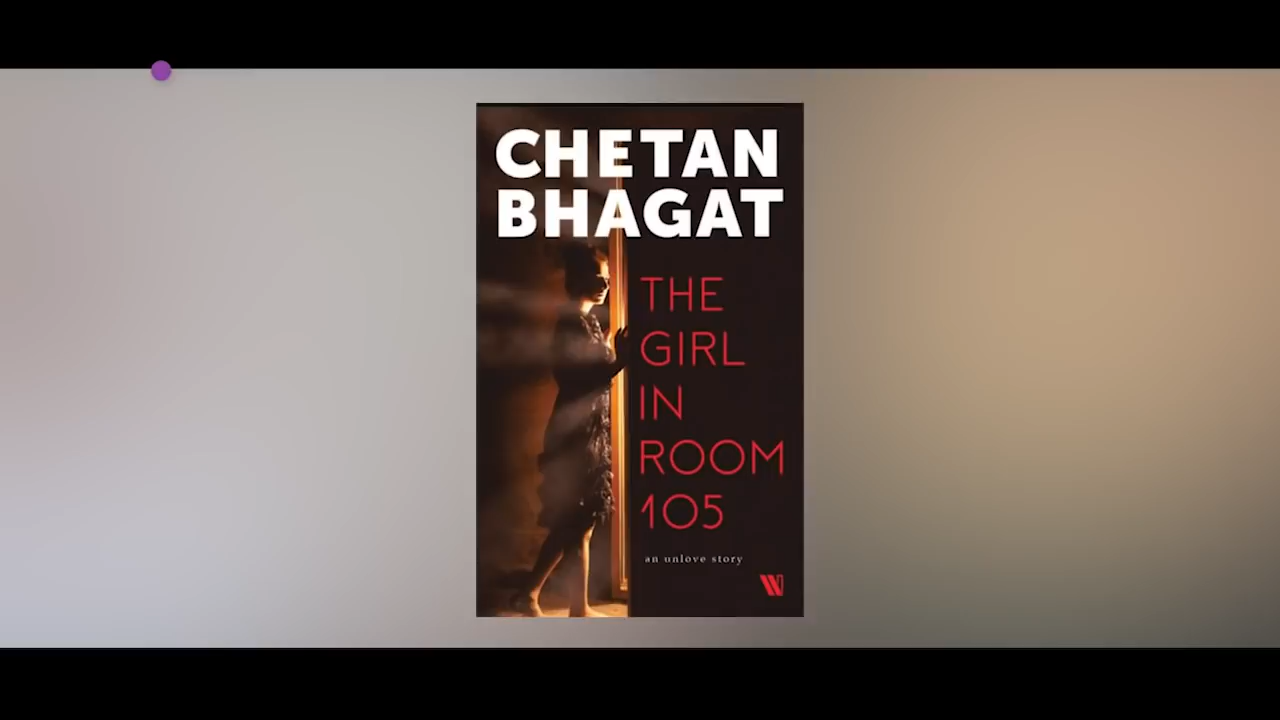 CHETAN
BHAGAT
THE
GIRL
IN
ROOM
105
an unlove story
W